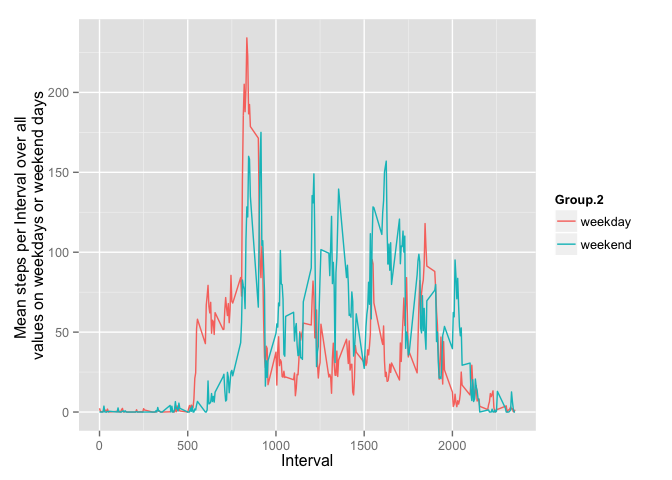 Mean steps per Interval over all
values on weekdays or weekend days
200
150
100
50
0
0 500 1000 1500 2000
Interval
Group.2
weekday
weekend